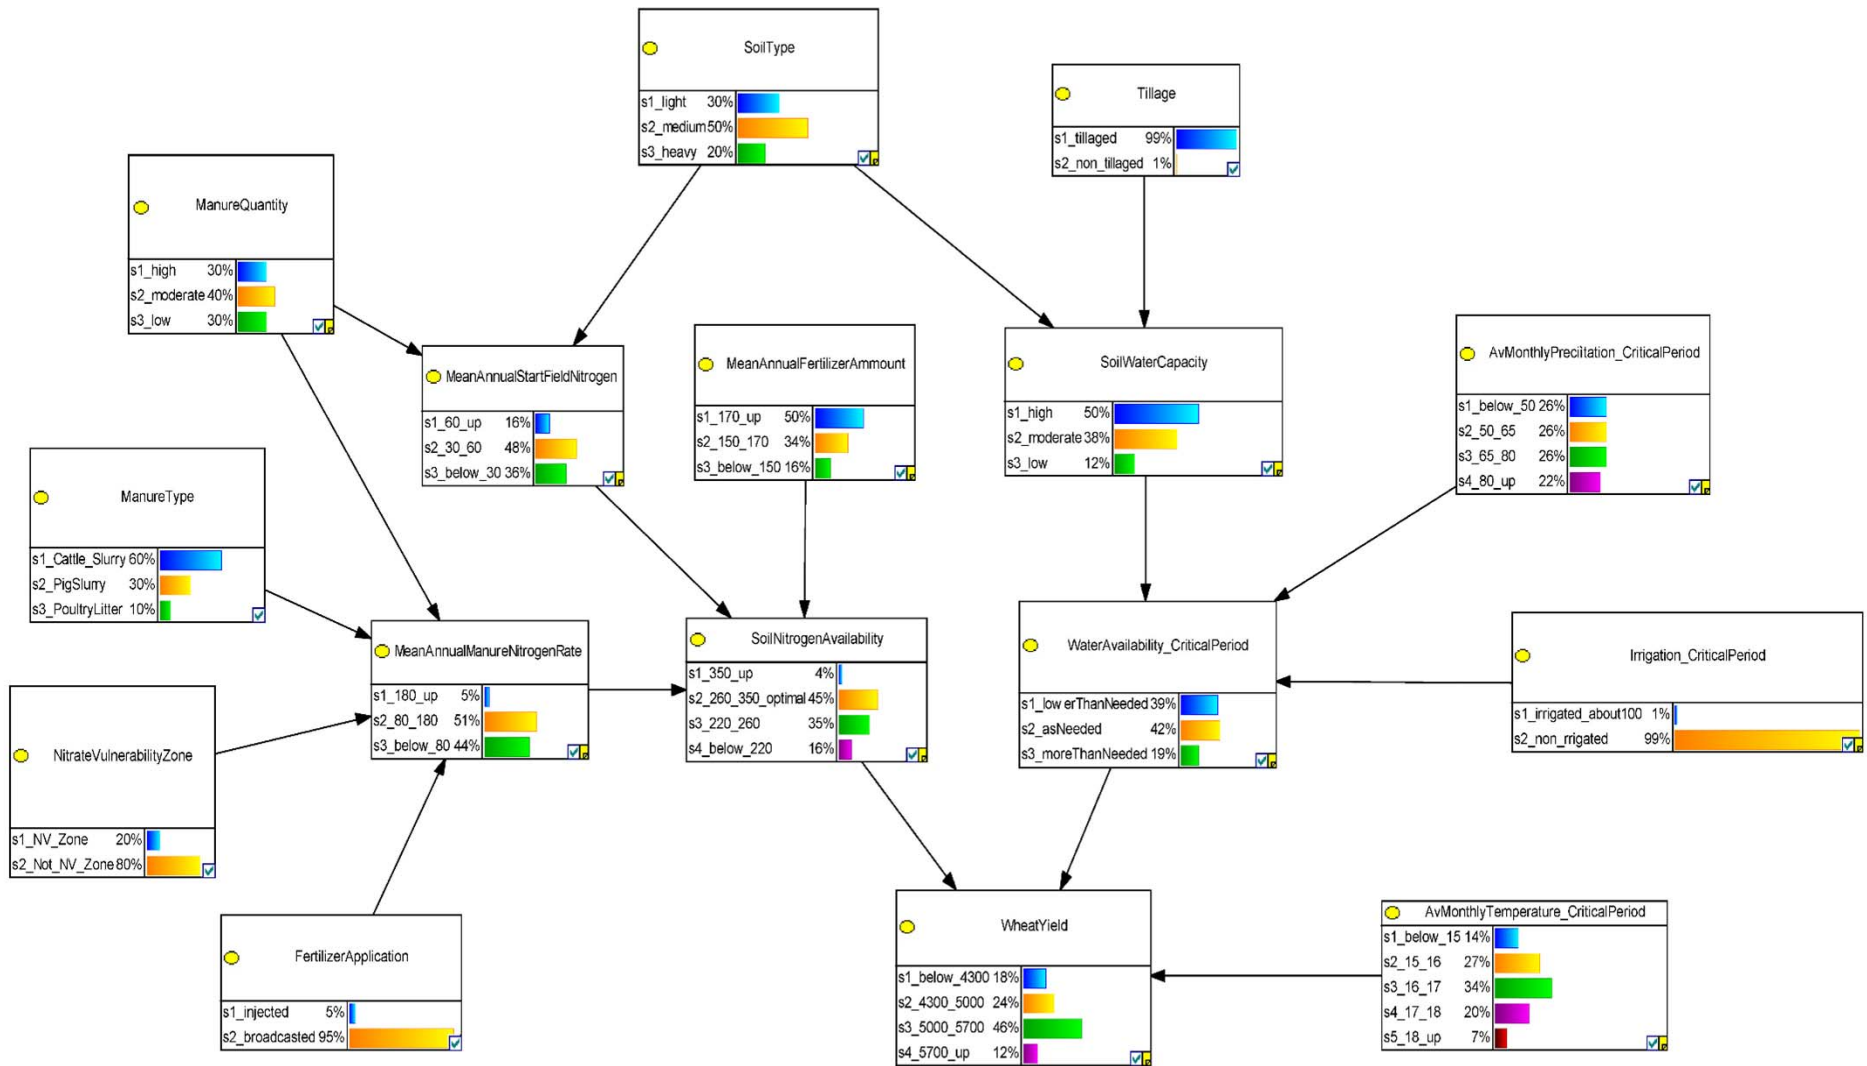 SoilType
s1_light 30%
s2_medium 50%
s3_heavy 20%
Tillage
s1_tillaged 99%
s2_non_tillaged 1%
ManureQuantity
s1_high 30%
s2_moderate 40%
s3_low 30%
MeanAnnualStartFieldNitrogen
s1_60_up 16%
s2_30_60 48%
s3_below_30 36%
MeanAnnualFertilizerAmmount
s1_170_up 50%
s2_150_170 34%
s3_below_150 16%
SoilWaterCapacity
s1_high 50%
s2_moderate 38%
s3_low 12%
AvMonthlyPreciïtation_CriticalPeriod
s1_below_50 26%
s2_50_65 26%
s3_65_80 26%
s4_80_up 22%
ManureType
s1_Cattle_Slurry 60%
s2_PigSlurry 30%
s3_PoultryLitter 10%
MeanAnnualManureNitrogenRate
s1_180_up 5%
s2_80_180 51%
s3_below_80 44%
SoilNitrogenAvailability
s1_350_up 4%
s2_260_350_optimal 45%
s3_220_260 35%
s4_below_220 16%
WaterAvailability_CriticalPeriod
s1_lowerThanNeeded 39%
s2_asNeeded 42%
s3_moreThanNeeded 19%
Irrigation_CriticalPeriod
s1_irrigated_about100 1%
s2_non_rrigated 99%
NitrateVulnerabilityZone
s1_NV_Zone 20%
s2_Not_NV_Zone 80%
FertilizerApplication
s1_injected 5%
s2_broadcasted 95%
WheatYield
s1_below_4300 18%
s2_4300_5000 24%
s3_5000_5700 46%
s4_5700_up 12%
AvMonthlyTemperature_CriticalPeriod
s1_below_15 14%
s2_15_16 27%
s3_16_17 34%
s4_17_18 20%
s5_18_up 7%